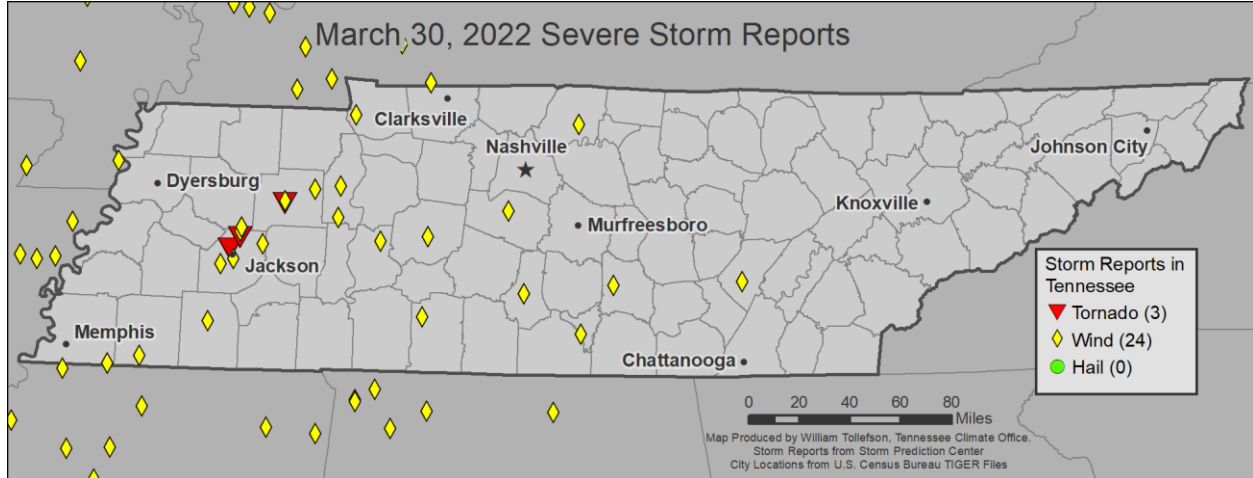 March 30, 2022 Severe Storm Reports
Clarksville
Nashville
Johnson City
Dyersburg
Knoxville
Murfreesboro
Jackson
Memphis
Chattanooga
Storm Reports in
Tennessee
Tornado (3)
Wind (24)
Hail (0)
0 20 40 60 80
Miles
Map Produced by William Tollefson, Tennessee Climate Office.
Storm Reports from Storm Prediction Center
City Locations from U.S. Census Bureau TIGER Files